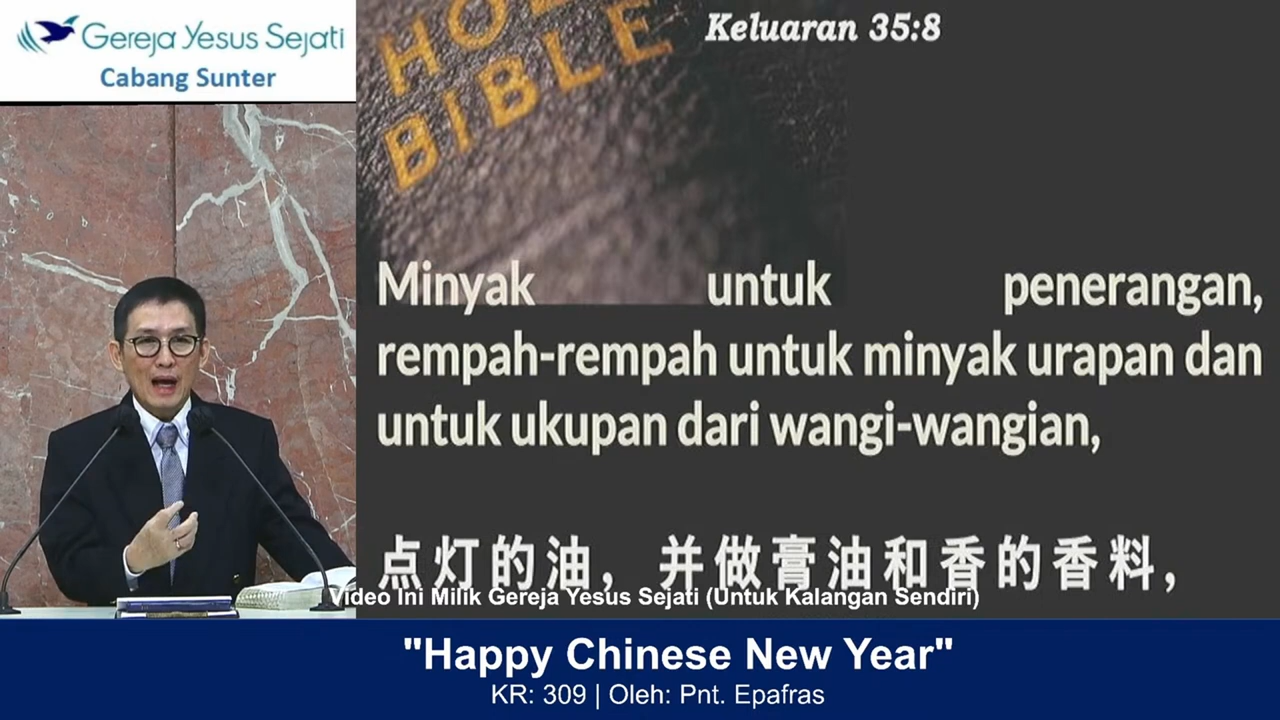 Gereja Yesus Sejati
Cabang Sunter
HOLY
BIBLE
Keluaran 35:8
Minyak untuk penerangan,
rempah-rempah untuk minyak urapan dan
untuk ukupan dari wangi-wangian,
点灯的油，并做膏油和香的香料，
Video Ini Milik Gereja Yesus Sejati (Untuk Kalangan Sendiri)
"Happy Chinese New Year"
KR: 309 | Oleh: Pnt. Epafras